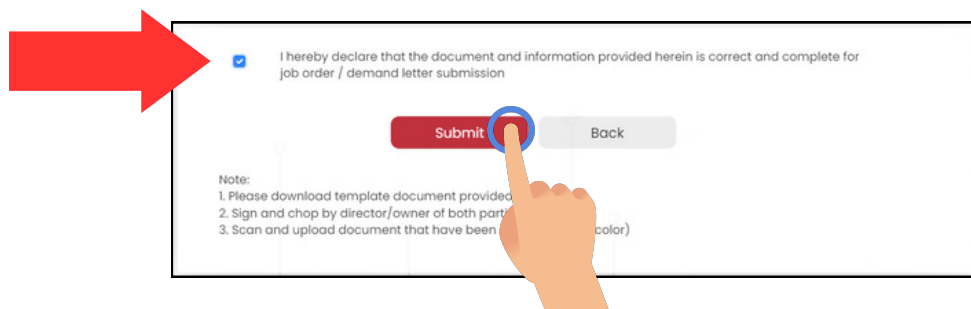 I hereby declare that the document and information provided herein is correct and complete for
job order / demand letter submission
Submit
Back
Note:
1. Please download template document provided
2. Sign and chop by director/owner of both
3. Scan and upload document that have been color)